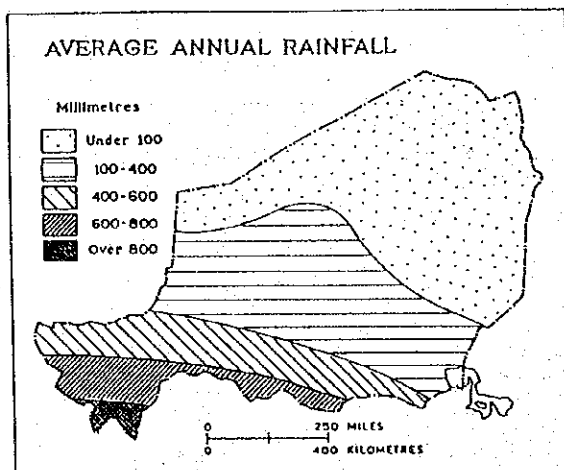 AVERAGE ANNUAL RAINFALL
Millimetres
Under 100
100-400
400-600
600-800
Over 800
0 250 MILES
0 400 KILOMETRES